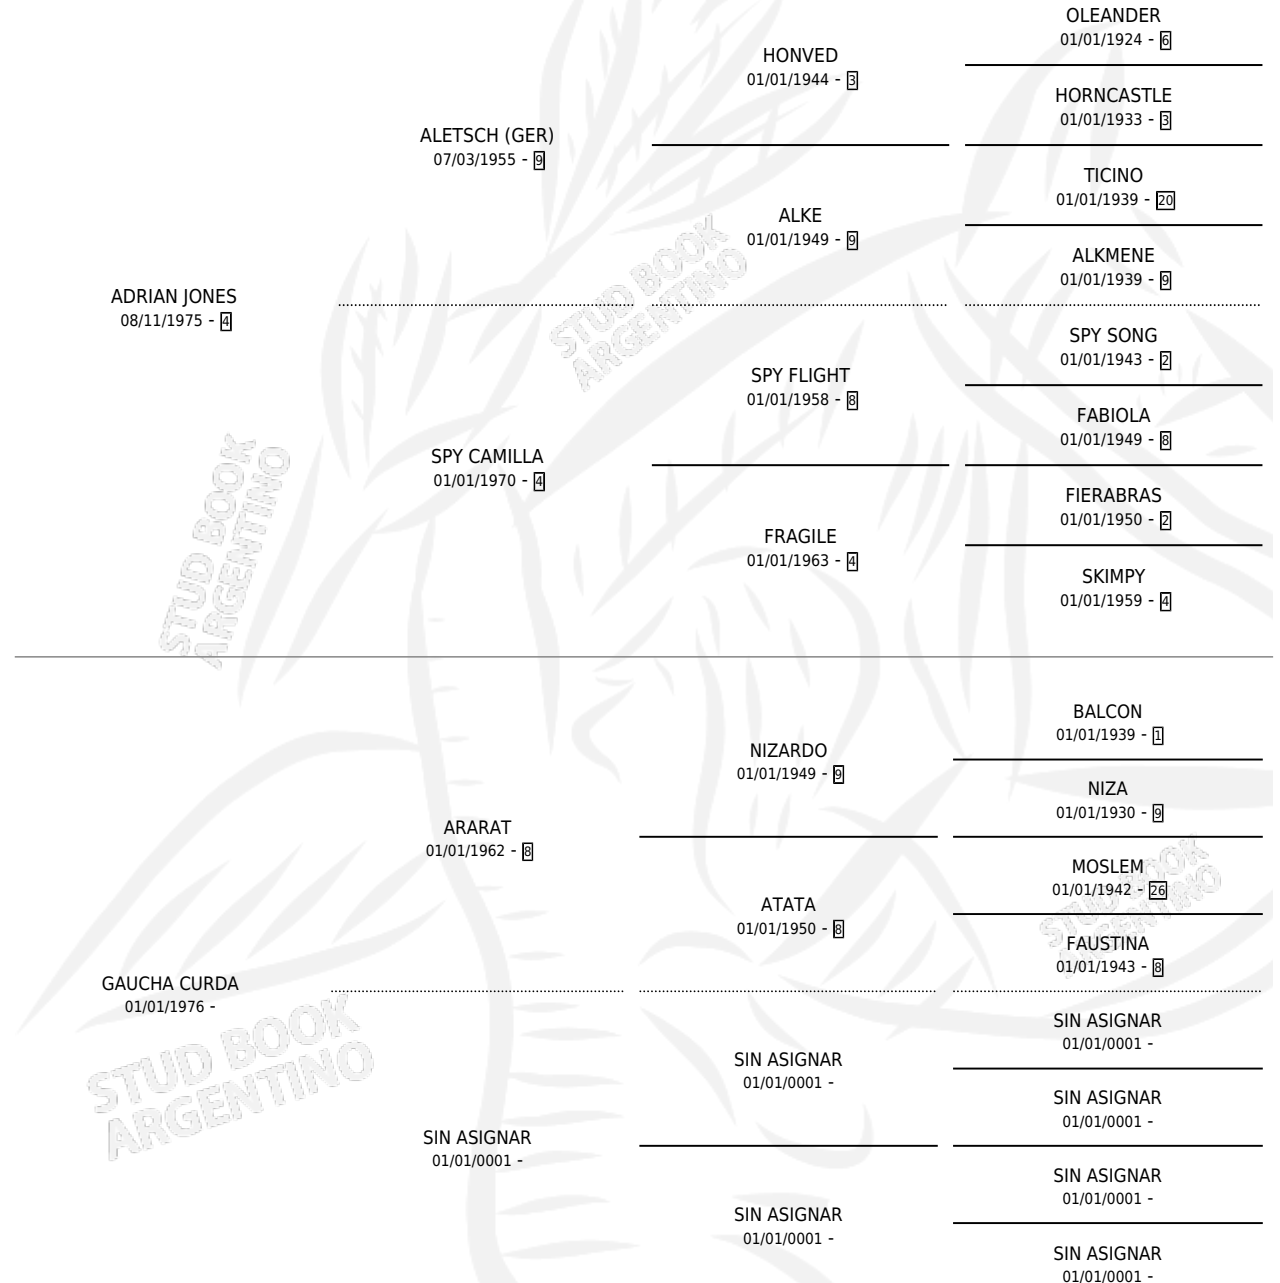 OLEANDER
01/01/1924 - 6
HONVED
01/01/1944 - 3
HORNCASTLE
01/01/1933 - 3
ALETSCH (GER)
07/03/1955 - 9
TICINO
01/01/1939 - 20
ALKE
01/01/1949 - 9
ALKMENE
01/01/1939 - 9
ADRIAN JONES
08/11/1975 - 4
SPY SONG
01/01/1943 - 2
SPY FLIGHT
01/01/1958 - 8
FABIOLA
01/01/1949 - 8
SPY CAMILLA
01/01/1970 - 4
FIERABRAS
01/01/1950 - 2
FRAGILE
01/01/1963 - 4
SKIMPY
01/01/1959 - 4
BALCON
01/01/1939 - 1
NIZARDO
01/01/1949 - 9
NIZA
01/01/1930 - 9
ARARAT
01/01/1962 - 8
MOSLEM
01/01/1942 - 26
ATATA
01/01/1950 - 8
FAUSTINA
01/01/1943 - 8
GAUCHA CURDA
01/01/1976 -
SIN ASIGNAR
01/01/0001 -
SIN ASIGNAR
01/01/0001 -
SIN ASIGNAR
01/01/0001 -
SIN ASIGNAR
01/01/0001 -
SIN ASIGNAR
01/01/0001 -
SIN ASIGNAR
01/01/0001 -
SIN ASIGNAR
01/01/0001 -
STUD BOOK
ARGENTINO
STUD BOOK
ARGENTINO
STUD BOOK
ARGENTINO
STUD BOOK
ARGENTINO